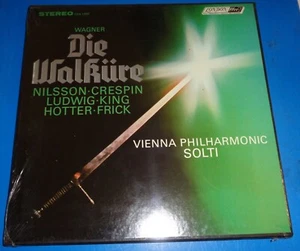 STEREO
WAGNER
Die Walküre
NILSSON·CRESPIN
LUDWIG·KING
HOTTER·FRICK
VIENNA PHILHARMONIC
SOLTI